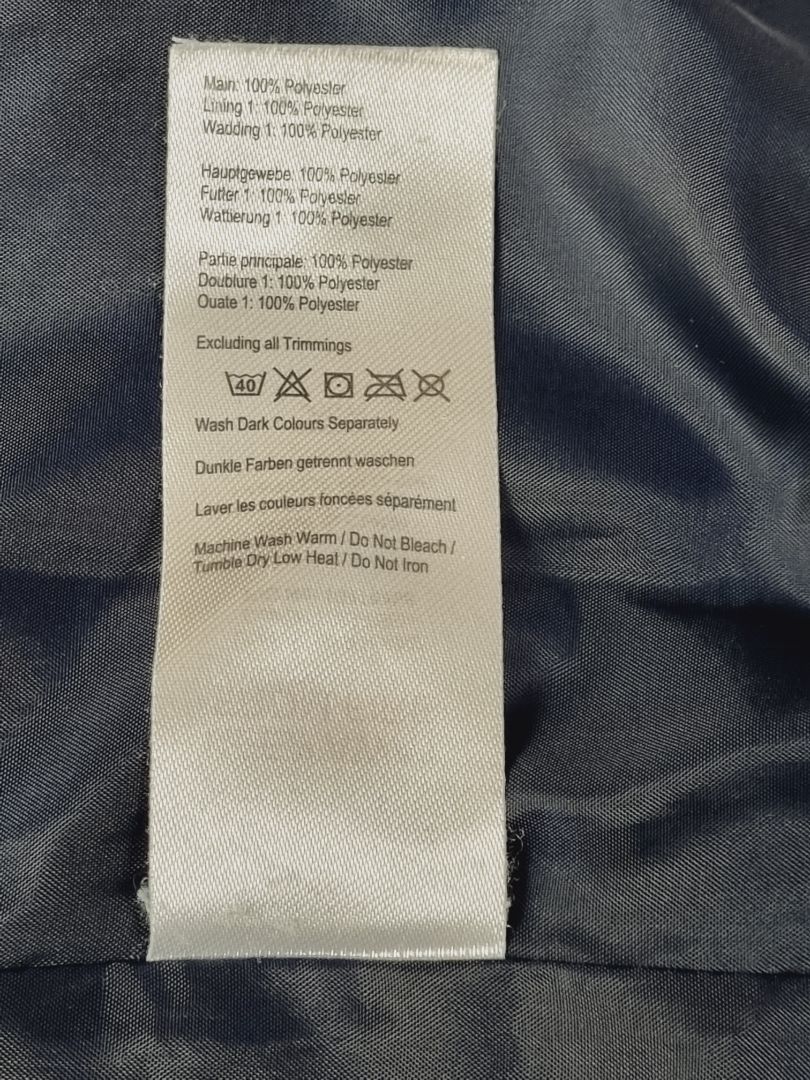 Main: 100% Polyester
Lining 1: 100% Polyester
Wadding 1: 100% Polyester
Hauptgewebe: 100% Polyester
Futter 1: 100% Polyester
Wattierung 1: 100% Polyester
Partie principale: 100% Polyester
Doublure 1: 100% Polyester
Ouate 1: 100% Polyester
Excluding all Trimmings
40
Wash Dark Colours Separately
Dunkle Farben getrennt waschen
Laver les couleurs foncées séparément
Machine Wash Warm / Do Not Bleach /
Tumble Dry Low Heat / Do Not Iron